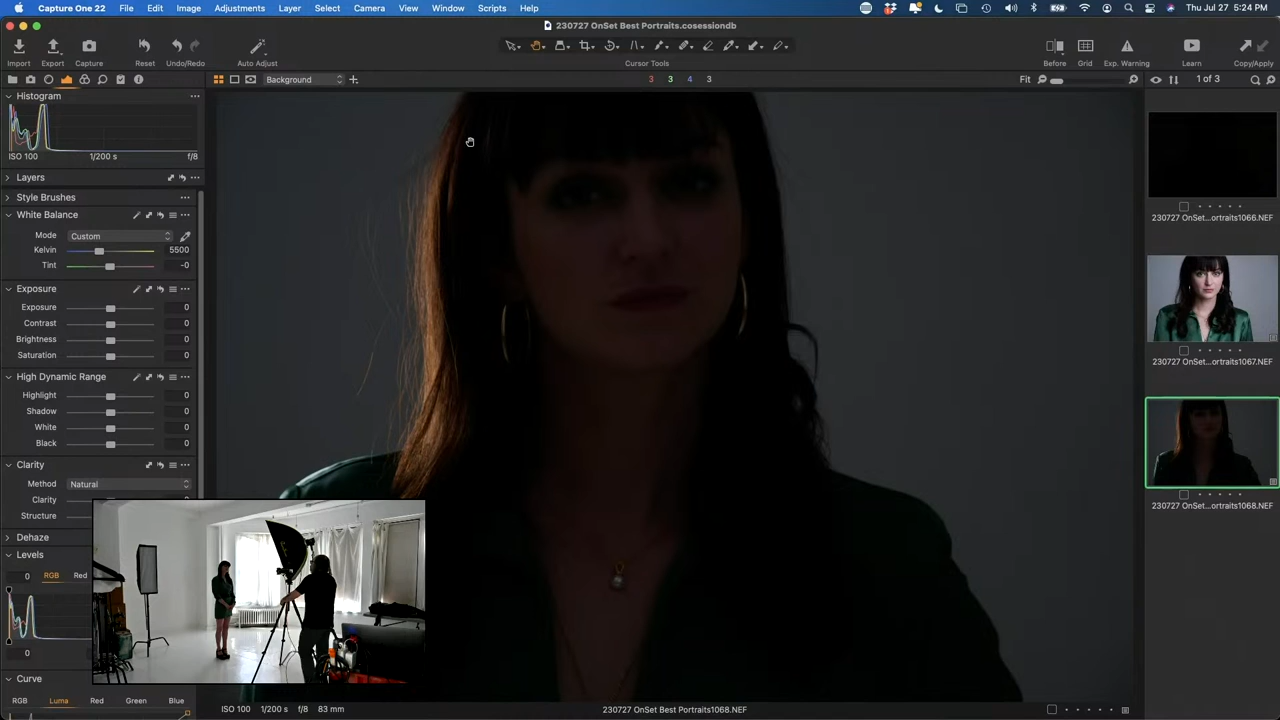 Capture One 22 File Edit Image Adjustments Layer Select Camera View Window Scripts Help Thu Jul 27 5:24 PM
230727 OnSet Best Portraits.cosessiondb
Import Export Capture Reset Undo/Redo Auto Adjust Cursor Tools Before Grid Exp. Warning Learn Copy/Apply
Background 3 3 4 3 Fit 1 of 3
Histogram
ISO 100 1/200 s f/8
Layers
Style Brushes
White Balance
Mode Custom
Kelvin 5500
Tint -0
Exposure
Exposure 0
Contrast 0
Brightness 0
Saturation 0
High Dynamic Range
Highlight 0
Shadow 0
White 0
Black 0
Clarity
Method Natural
Clarity
Structure
Dehaze
Levels
0 RGB Red
0
Curve
RGB Luma Red Green Blue
ISO 100 1/200 s f/8 83 mm 230727 OnSet Best Portraits1068.NEF
230727 OnSet...ortraits1066.NEF
230727 OnSet...ortraits1067.NEF
230727 OnSet...ortraits1068.NEF